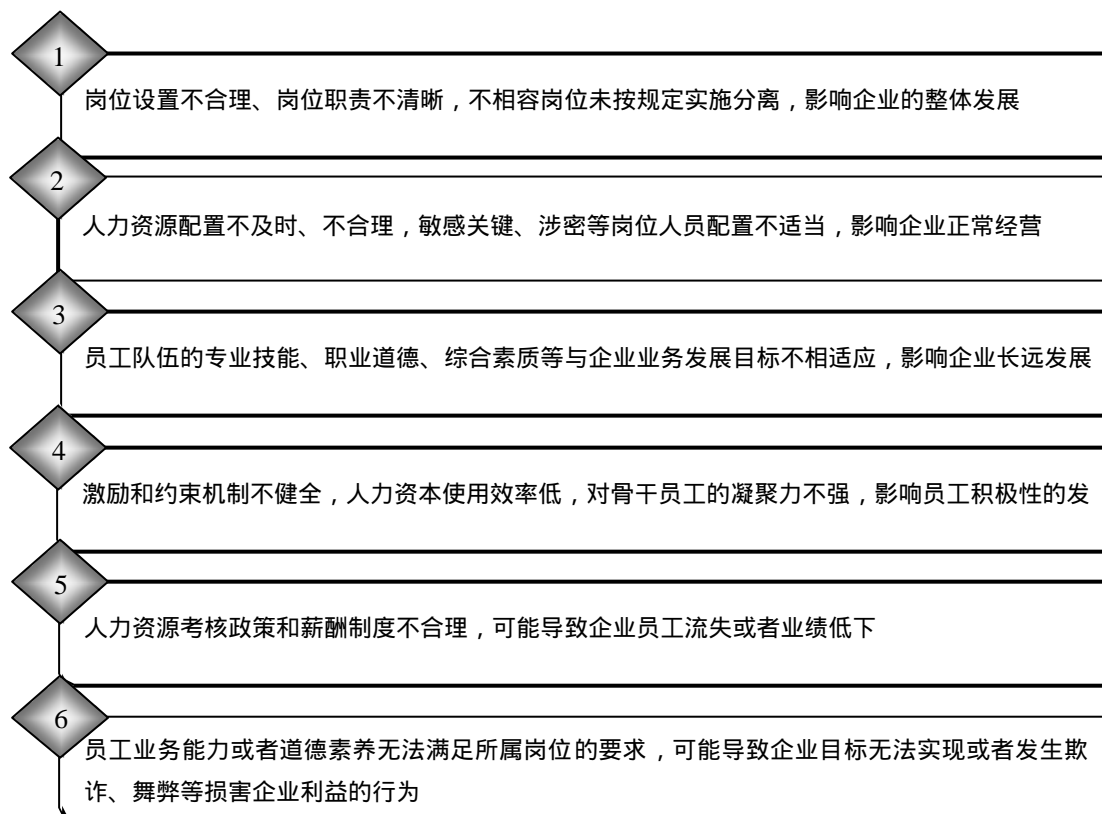 1
岗位设置不合理、岗位职责不清晰，不相容岗位未按规定实施分离，影响企业的整体发展
2
人力资源配置不及时、不合理，敏感关键、涉密等岗位人员配置不适当，影响企业正常经营
3
员工队伍的专业技能、职业道德、综合素质等与企业业务发展目标不相适应，影响企业长远发展
4
激励和约束机制不健全，人力资本使用效率低，对骨干员工的凝聚力不强，影响员工积极性的发
5
人力资源考核政策和薪酬制度不合理，可能导致企业员工流失或者业绩低下
6
员工业务能力或者道德素养无法满足所属岗位的要求，可能导致企业目标无法实现或者发生欺
诈、舞弊等损害企业利益的行为